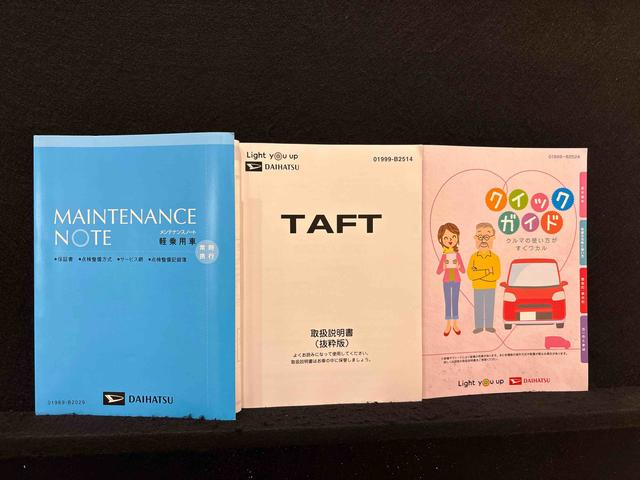 MAINTENANCE
NOTE
メンテナンスノート
軽乗用車
常時
携行
●保証書 ●点検整備方式 ●サービス網 ●点検整備記録簿
DAIHATSU
01989-B2029
Light you up
DAIHATSU
01999-B2514
TAFT
取扱説明書
(抜粋版)
よくお読みになって使用してください。
取扱説明書はお車の中に保管しましょう。
01999-B2524
クイック
ガイド
クルマの使い方が
すぐワカル
Light you up
DAIHATSU